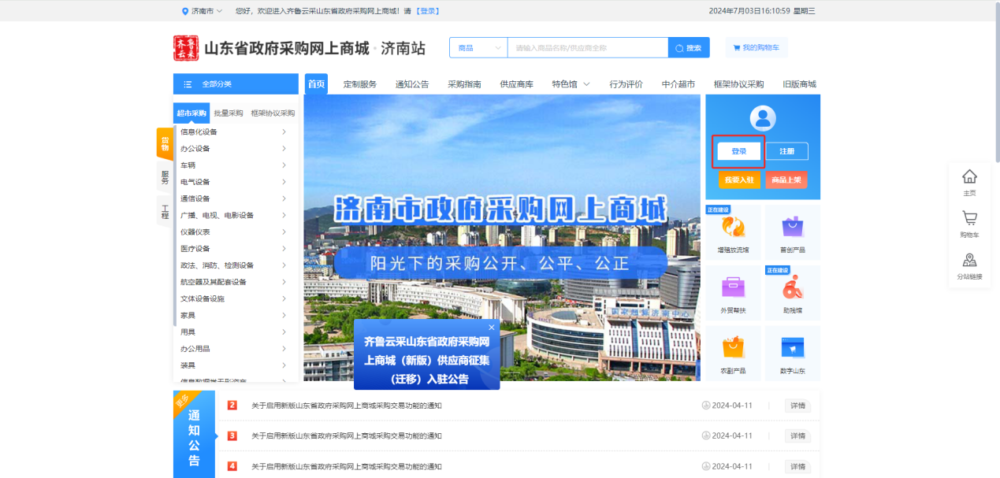 济南市 您好，欢迎进入齐鲁云采山东省政府采购网上商城！请 【登录】 2024年7月03日16:10:59 星期三
齐鲁云采 山东省政府采购网上商城·济南站 商品 请输入商品名称/供应商全称 搜索 我的购物车
全部分类 首页 定制服务 通知公告 采购指南 供应商库 特色馆 行为评价 中介超市 框架协议采购 旧版商城
超市采购 批量采购 框架协议采购
货物
服务
工程
信息化设备
办公设备
车辆
电气设备
通信设备
广播、电视、电影设备
仪器仪表
医疗设备
政法、消防、检测设备
航空器及其配套设备
文体设备设施
家具
用具
办公用品
装具
济南市政府采购网上商城
阳光下的采购公开、公平、公正
国家超算济南中心
齐鲁云采山东省政府采购网
上商城（新版）供应商征集
（迁移）入驻公告
登录 注册
我要入驻 商品上架
正在建设
增殖放流馆 首创产品
正在建设
外贸帮扶 助残馆
农副产品 数字山东
主页
购物车
分站链接
更多
通知公告
2 关于启用新版山东省政府采购网上商城采购交易功能的通知 2024-04-11 详情
3 关于启用新版山东省政府采购网上商城采购交易功能的通知 2024-04-11 详情
4 关于启用新版山东省政府采购网上商城采购交易功能的通知 2024-04-11 详情